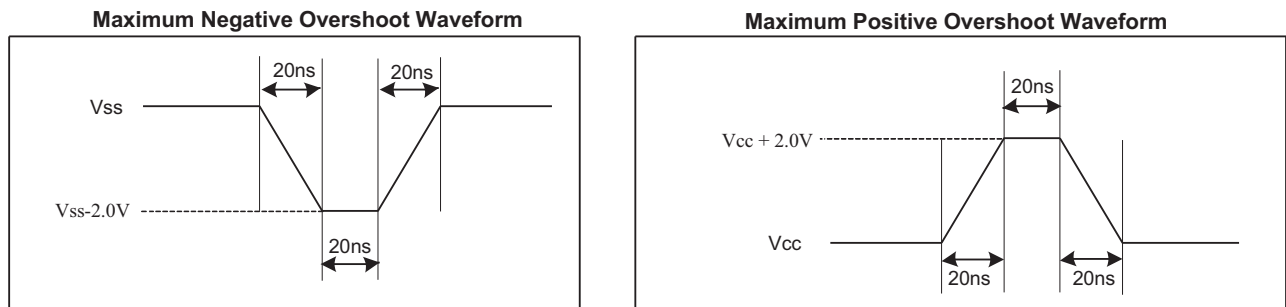 Maximum Negative Overshoot Waveform
20ns
20ns
Vss
Vss-2.0V
20ns
Maximum Positive Overshoot Waveform
20ns
Vcc + 2.0V
Vcc
20ns
20ns